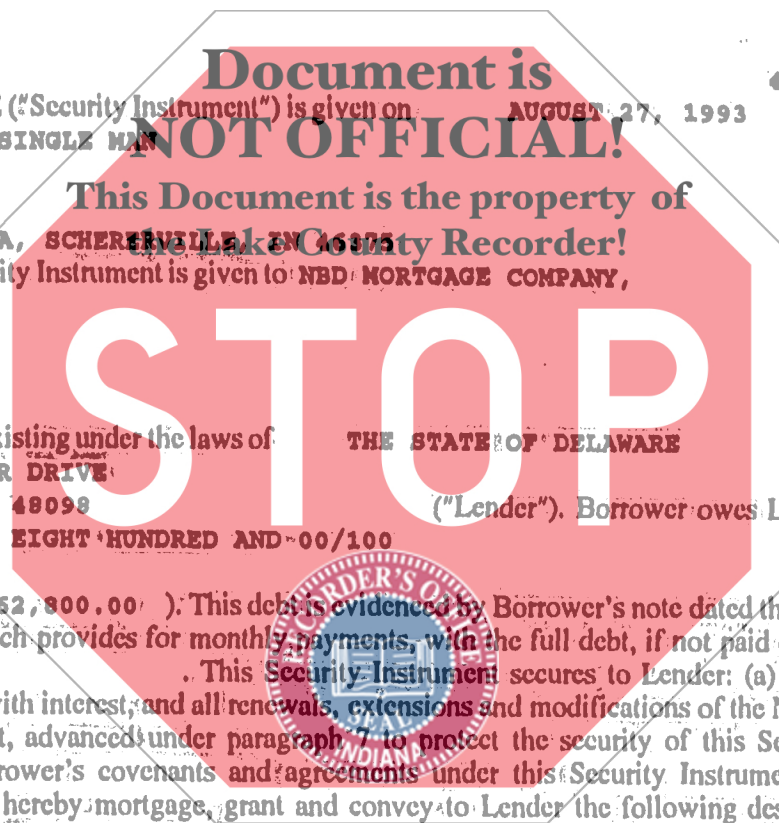 Document is
("Security Instrument") is given on AUGUST 27, 1993
SINGLE MAN
NOT OFFICIAL!
This Document is the property of
the Lake County Recorder!
A, SCHERERVILLE, IN 46375
ity Instrument is given to NBD MORTGAGE COMPANY,
STOP
xisting under the laws of THE STATE OF DELAWARE
R DRIVE
48098 ("Lender"). Borrower owes L
EIGHT HUNDRED AND 00/100
RECORDER'S OFFICE
62,800.00 ). This debt is evidenced by Borrower's note dated th
ch provides for monthly payments, with the full debt, if not paid
. This Security Instrument secures to Lender: (a)
vith interest, and all renewals, extensions and modifications of the N
SEAL
t, advanced under paragraph 7 to protect the security of this Se
INDIANA
rower's covenants and agreements under this Security Instrume
hereby mortgage, grant and convey to Lender the following des